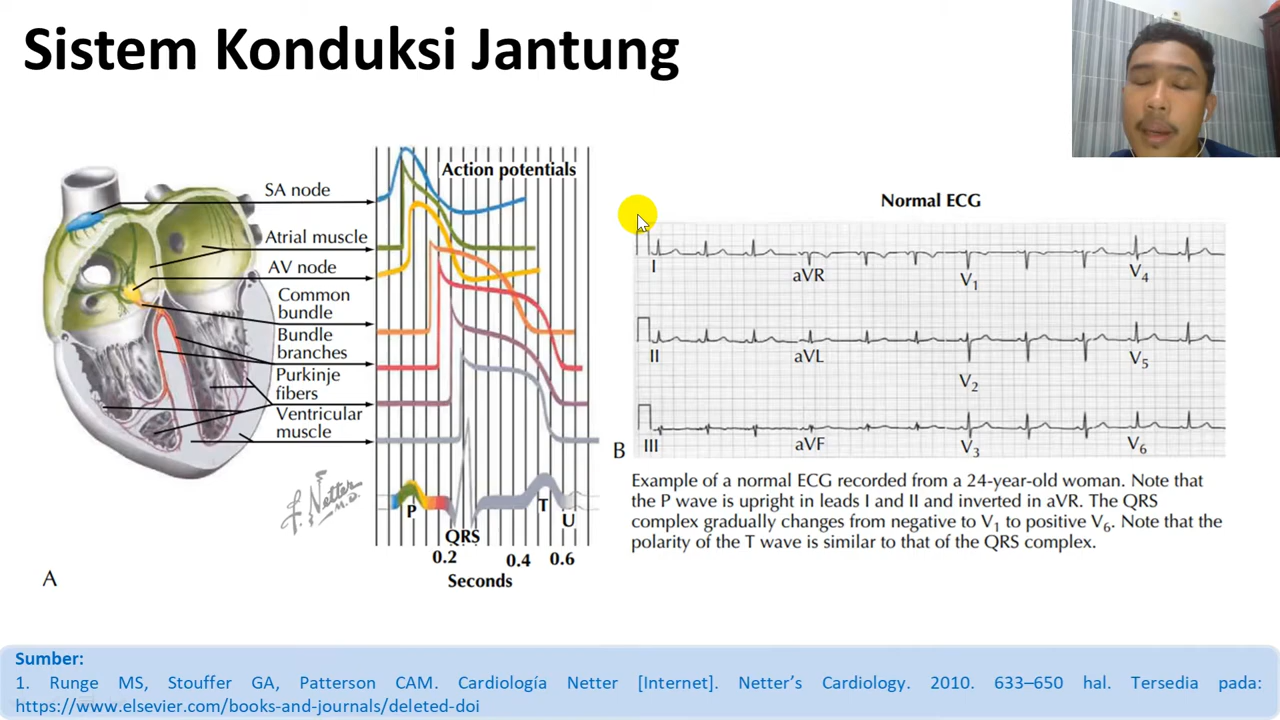 Sistem Konduksi Jantung
Action potentials
SA node
Atrial muscle
AV node
Common
bundle
Bundle
branches
Purkinje
fibers
Ventricular
muscle
F. Netter
M.D.
P
QRS
T
U
0.2
0.4
0.6
Seconds
A
Normal ECG
I
aVR
V1
V4
II
aVL
V2
V5
III
aVF
V3
V6
B
Example of a normal ECG recorded from a 24-year-old woman. Note that
the P wave is upright in leads I and II and inverted in aVR. The QRS
complex gradually changes from negative to V1 to positive V6. Note that the
polarity of the T wave is similar to that of the QRS complex.
Sumber:
1. Runge MS, Stouffer GA, Patterson CAM. Cardiología Netter [Internet]. Netter’s Cardiology. 2010. 633–650 hal. Tersedia pada:
https://www.elsevier.com/books-and-journals/deleted-doi